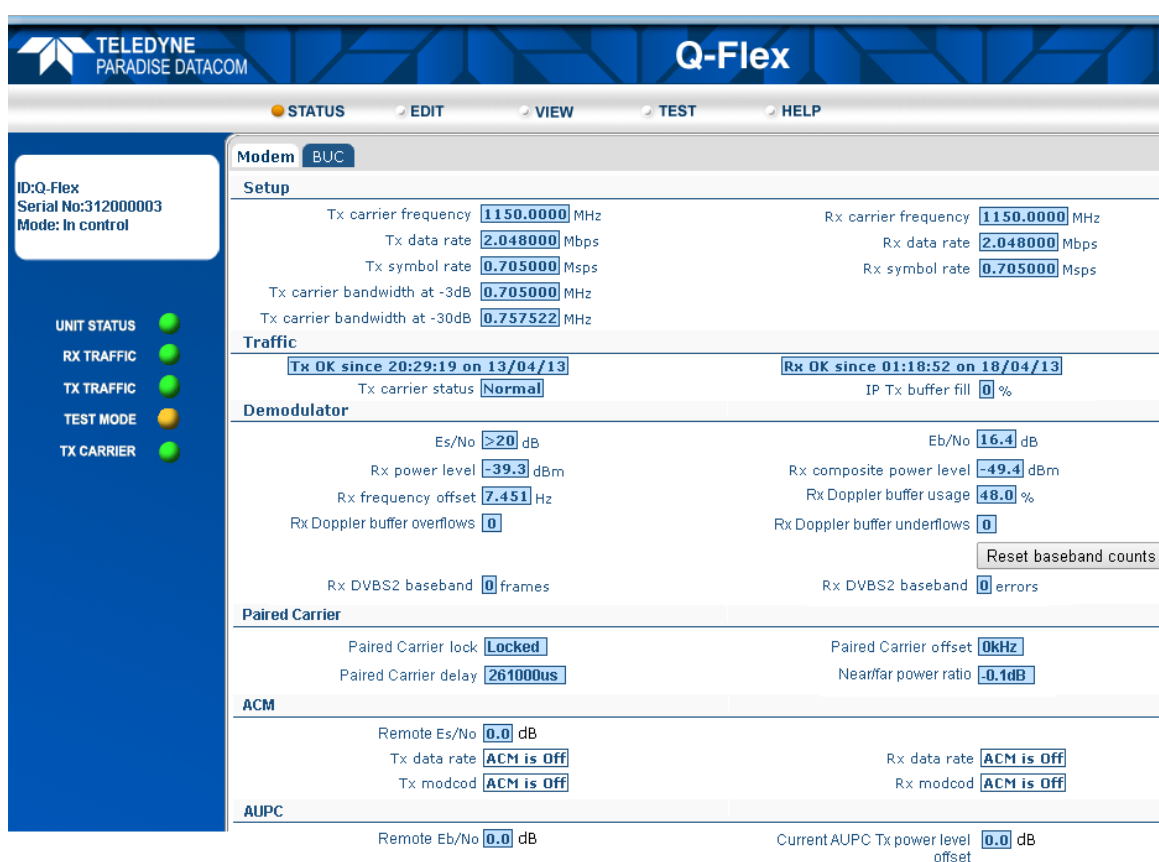 TELEDYNE
PARADISE DATACOM
Q-Flex
STATUS EDIT VIEW TEST HELP
ID:Q-Flex
Serial No:312000003
Mode: In control
UNIT STATUS
RX TRAFFIC
TX TRAFFIC
TEST MODE
TX CARRIER
Modem BUC
Setup
Tx carrier frequency 1150.0000 MHz Rx carrier frequency 1150.0000 MHz
Tx data rate 2.048000 Mbps Rx data rate 2.048000 Mbps
Tx symbol rate 0.705000 Msps Rx symbol rate 0.705000 Msps
Tx carrier bandwidth at -3dB 0.705000 MHz
Tx carrier bandwidth at -30dB 0.757522 MHz
Traffic
Tx OK since 20:29:19 on 13/04/13 Rx OK since 01:18:52 on 18/04/13
Tx carrier status Normal IP Tx buffer fill 0 %
Demodulator
Es/No >20 dB Eb/No 16.4 dB
Rx power level -39.3 dBm Rx composite power level -49.4 dBm
Rx frequency offset 7.451 Hz Rx Doppler buffer usage 48.0 %
Rx Doppler buffer overflows 0 Rx Doppler buffer underflows 0
Reset baseband counts
Rx DVBS2 baseband 0 frames Rx DVBS2 baseband 0 errors
Paired Carrier
Paired Carrier lock Locked Paired Carrier offset 0kHz
Paired Carrier delay 261000us Near/far power ratio -0.1dB
ACM
Remote Es/No 0.0 dB
Tx data rate ACM is Off Rx data rate ACM is Off
Tx modcod ACM is Off Rx modcod ACM is Off
AUPC
Remote Eb/No 0.0 dB Current AUPC Tx power level 0.0 dB
offset